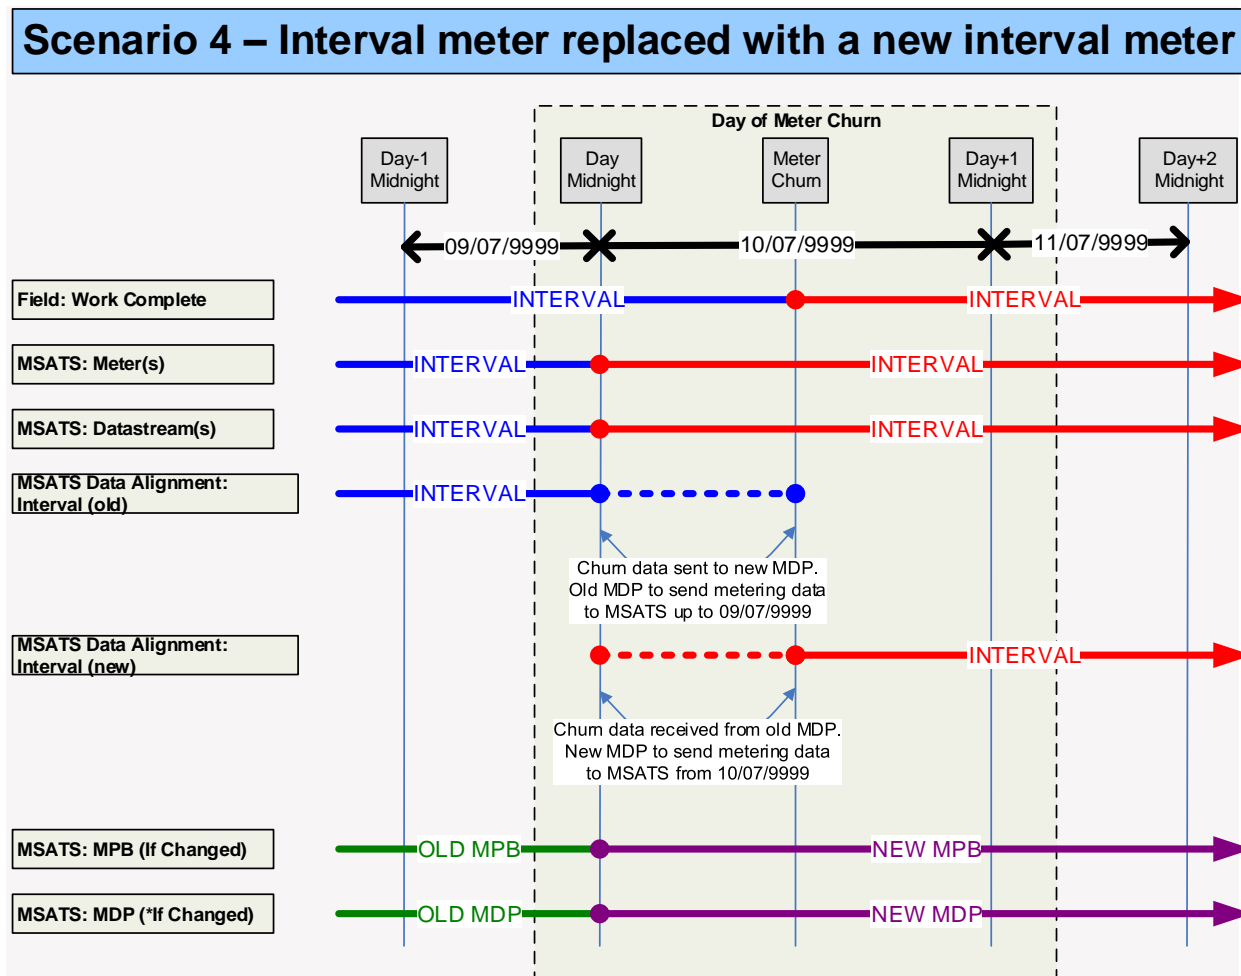 Scenario 4 – Interval meter replaced with a new interval meter
Day of Meter Churn
Day-1
Midnight
Day
Midnight
Meter
Churn
Day+1
Midnight
Day+2
Midnight
09/07/9999
10/07/9999
11/07/9999
Field: Work Complete
INTERVAL
INTERVAL
MSATS: Meter(s)
INTERVAL
INTERVAL
MSATS: Datastream(s)
INTERVAL
INTERVAL
MSATS Data Alignment:
Interval (old)
INTERVAL
Churn data sent to new MDP.
Old MDP to send metering data
to MSATS up to 09/07/9999
MSATS Data Alignment:
Interval (new)
INTERVAL
Churn data received from old MDP.
New MDP to send metering data
to MSATS from 10/07/9999
MSATS: MPB (If Changed)
OLD MPB
NEW MPB
MSATS: MDP (*If Changed)
OLD MDP
NEW MDP